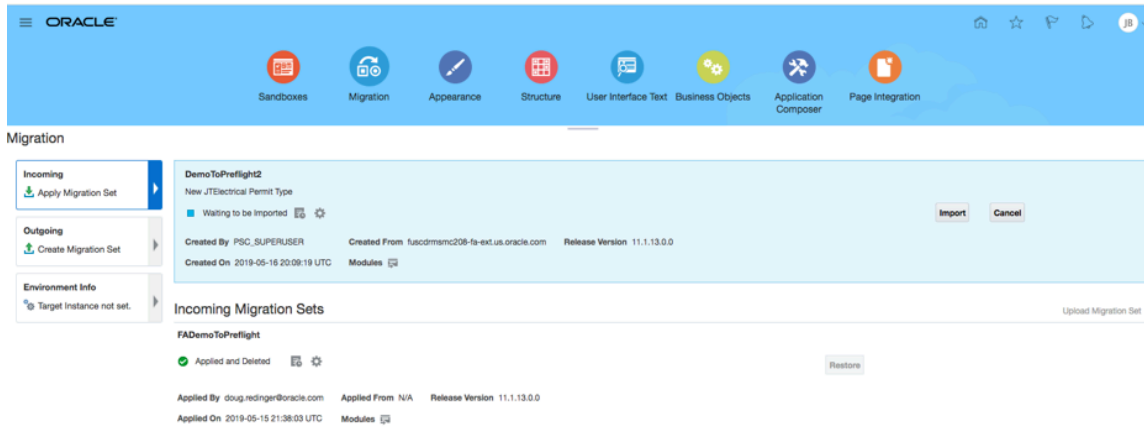 ORACLE
JB
Sandboxes Migration Appearance Structure User Interface Text Business Objects Application Composer Page Integration
Migration
Incoming
Apply Migration Set
Outgoing
Create Migration Set
Environment Info
Target Instance not set.
DemoToPreflight2
New JTElectrical Permit Type
Waiting to be Imported
Import Cancel
Created By PSC_SUPERUSER Created From fuscdrmsmc208-fa-ext.us.oracle.com Release Version 11.1.13.0.0
Created On 2019-05-16 20:09:19 UTC Modules
Incoming Migration Sets
Upload Migration Set
FADemoToPreflight
Applied and Deleted
Restore
Applied By doug.redinger@oracle.com Applied From N/A Release Version 11.1.13.0.0
Applied On 2019-05-15 21:38:03 UTC Modules